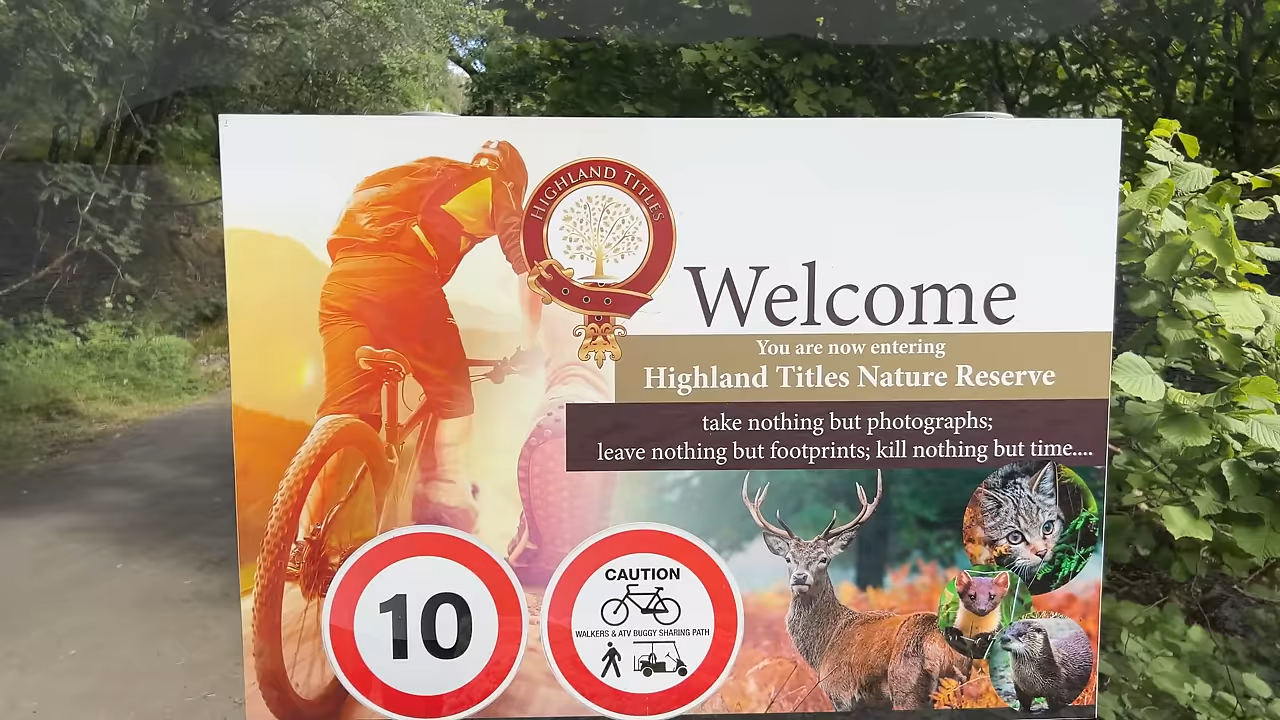 HIGHLAND TITLES
Welcome
You are now entering
Highland Titles Nature Reserve
take nothing but photographs;
leave nothing but footprints; kill nothing but time....
10
CAUTION
WALKERS & ATV BUGGY SHARING PATH